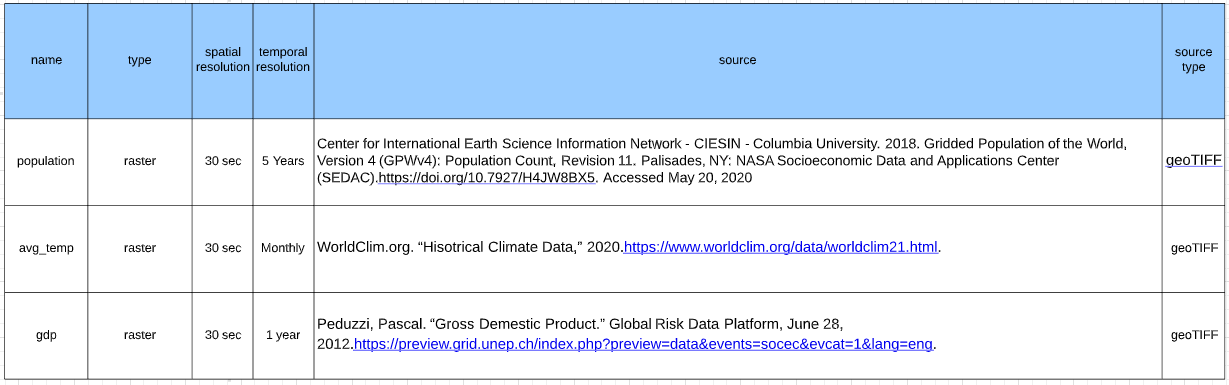 name type spatial resolution temporal resolution source source type
population raster 30 sec 5 Years Center for International Earth Science Information Network - CIESIN - Columbia University. 2018. Gridded Population of the World,
Version 4 (GPWv4): Population Count, Revision 11. Palisades, NY: NASA Socioeconomic Data and Applications Center
(SEDAC).https://doi.org/10.7927/H4JW8BX5. Accessed May 20, 2020 geoTIFF
avg_temp raster 30 sec Monthly WorldClim.org. “Hisotrical Climate Data,” 2020.https://www.worldclim.org/data/worldclim21.html. geoTIFF
gdp raster 30 sec 1 year Peduzzi, Pascal. “Gross Demestic Product.” Global Risk Data Platform, June 28,
2012.https://preview.grid.unep.ch/index.php?preview=data&events=socec&evcat=1&lang=eng. geoTIFF